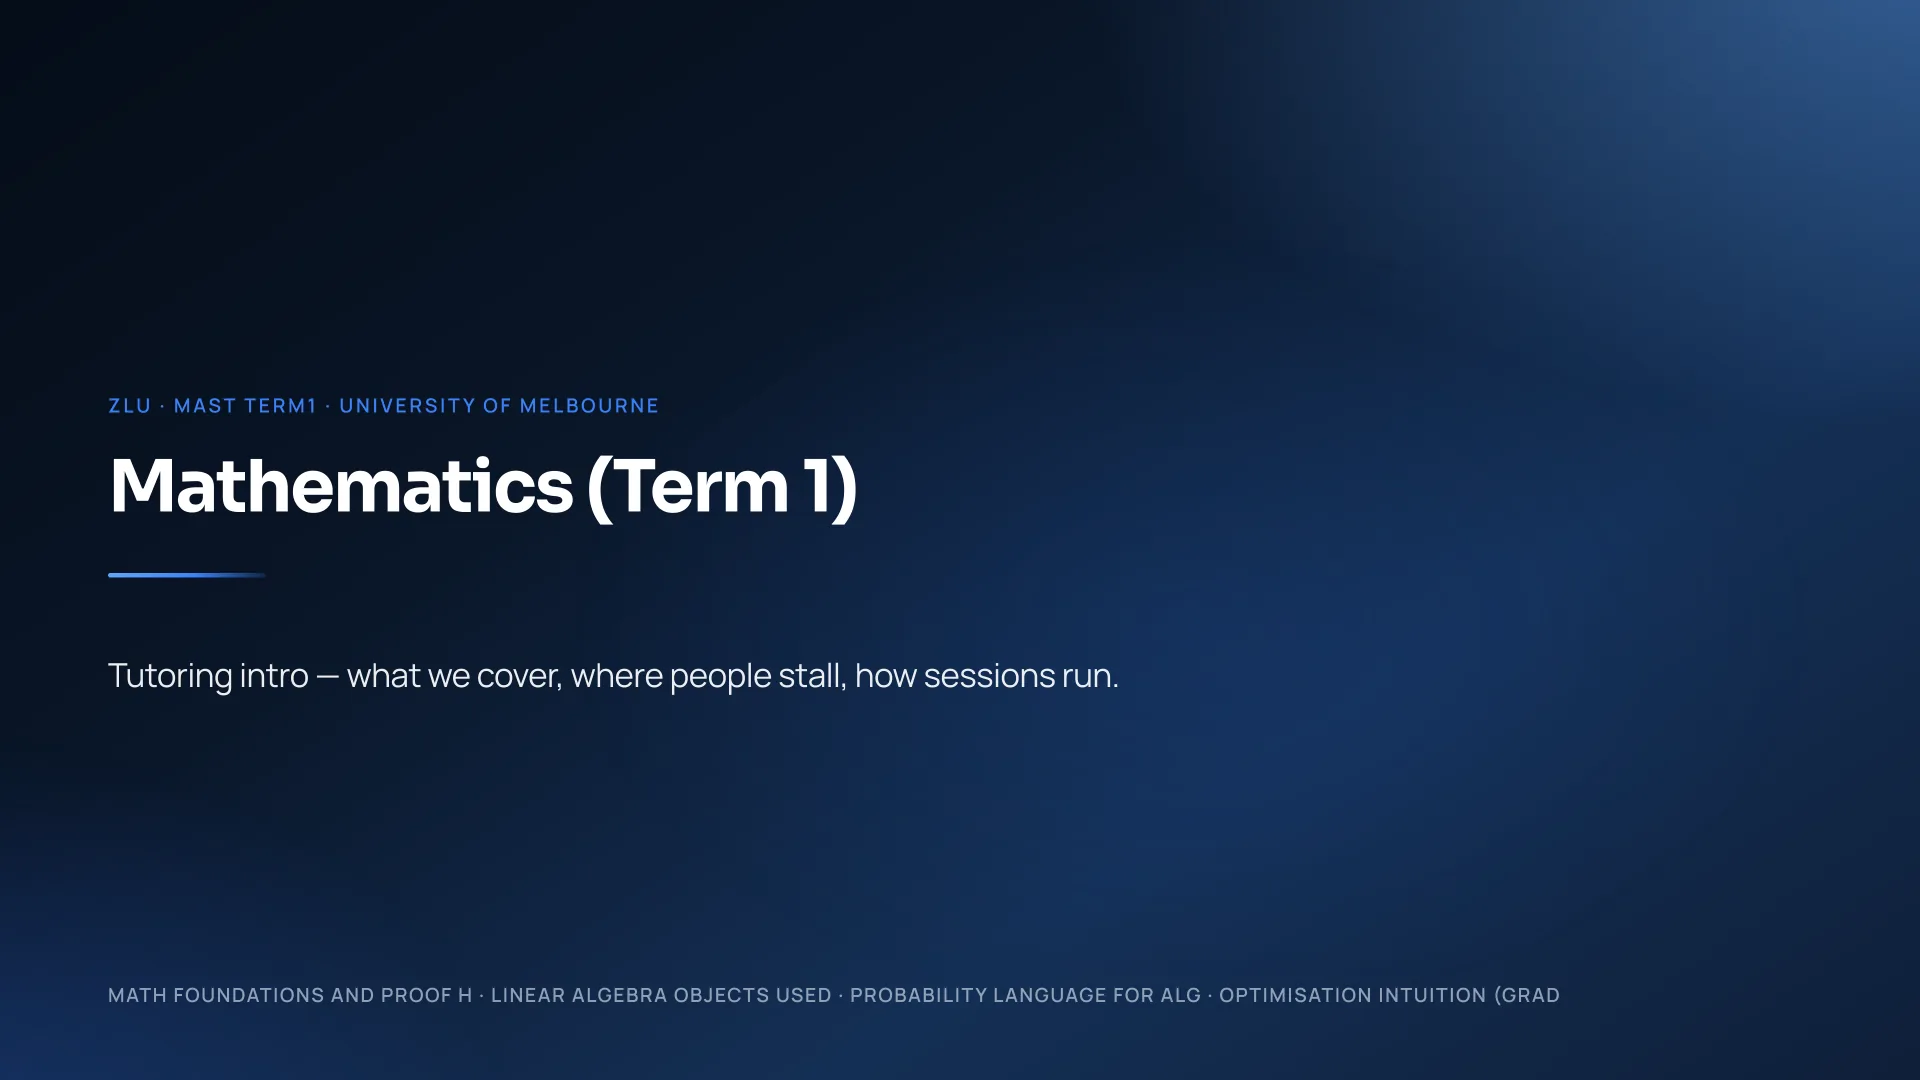 ZLU · MAST TERM1 · UNIVERSITY OF MELBOURNE
Mathematics (Term 1)
Tutoring intro — what we cover, where people stall, how sessions run.
MATH FOUNDATIONS AND PROOF H · LINEAR ALGEBRA OBJECTS USED · PROBABILITY LANGUAGE FOR ALG · OPTIMISATION INTUITION (GRAD